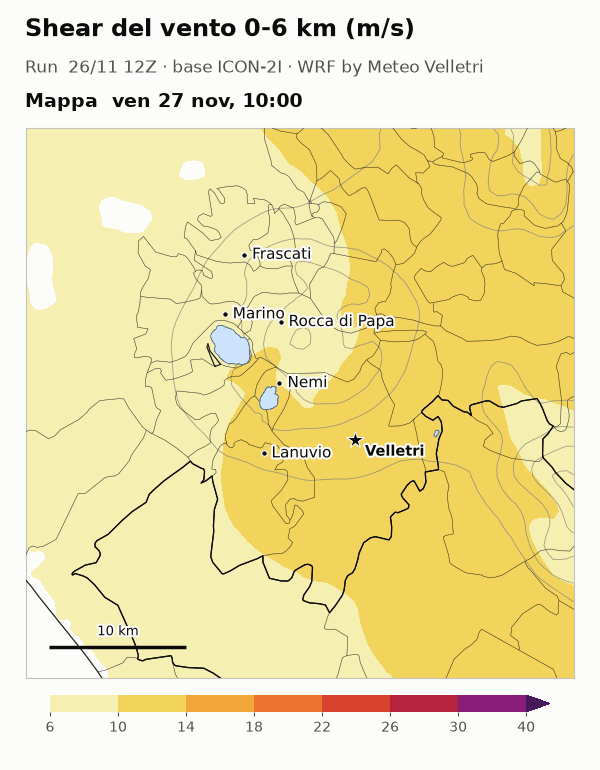 Shear del vento 0-6 km (m/s)
Run  26/11 12Z · base ICON-2I · WRF by Meteo Velletri
Mappa  ven 27 nov, 10:00
Frascati
Marino
Rocca di Papa
Nemi
Velletri
Lanuvio
10 km
6 10 14 18 22 26 30 40